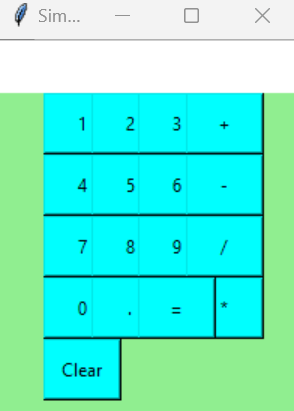 Sim...
1 2 3 +
4 5 6 -
7 8 9 /
0 . = *
Clear